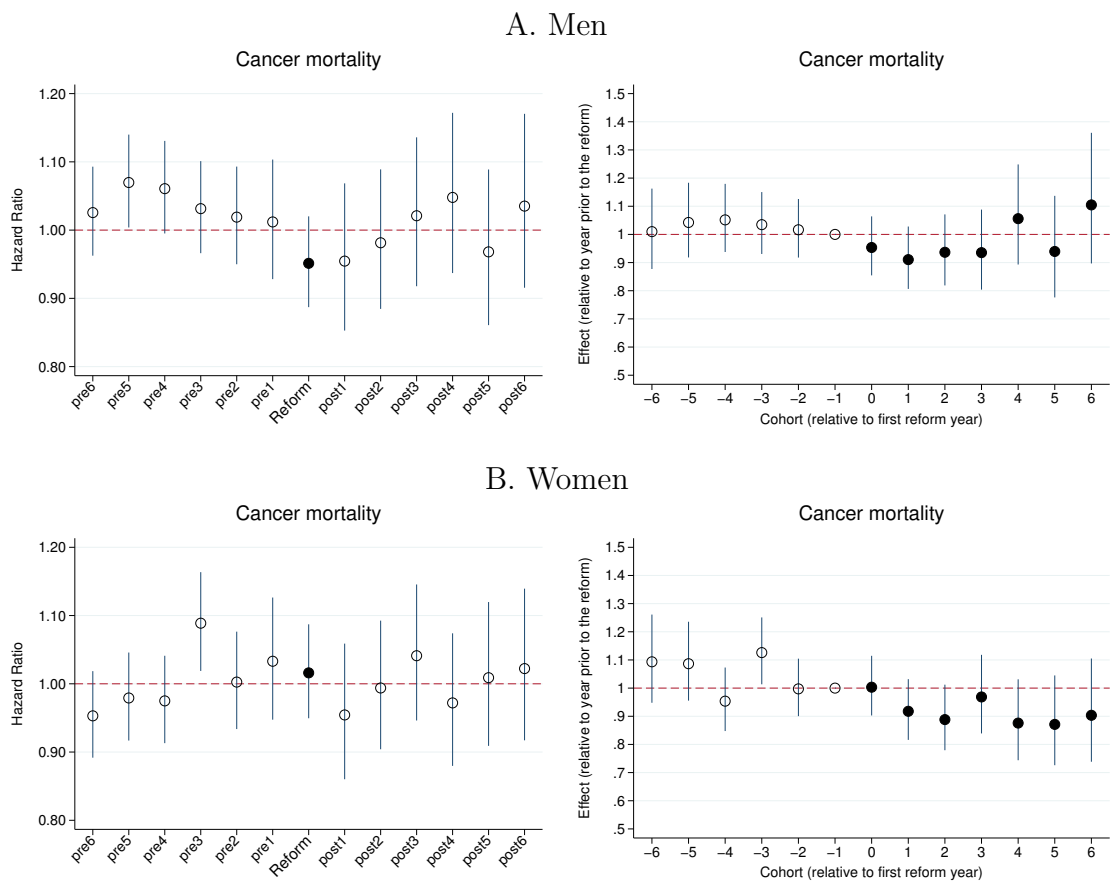 A. Men
Cancer mortality
Hazard Ratio
1.20
1.10
1.00
0.90
0.80
pre6
pre5
pre4
pre3
pre2
pre1
Reform
post1
post2
post3
post4
post5
post6
Cancer mortality
Effect (relative to year prior to the reform)
1.5
1.4
1.3
1.2
1.1
1
.9
.8
.7
.6
.5
−6 −5 −4 −3 −2 −1 0 1 2 3 4 5 6
Cohort (relative to first reform year)
B. Women
Cancer mortality
Hazard Ratio
1.20
1.10
1.00
0.90
0.80
pre6
pre5
pre4
pre3
pre2
pre1
Reform
post1
post2
post3
post4
post5
post6
Cancer mortality
Effect (relative to year prior to the reform)
1.5
1.4
1.3
1.2
1.1
1
.9
.8
.7
.6
.5
−6 −5 −4 −3 −2 −1 0 1 2 3 4 5 6
Cohort (relative to first reform year)